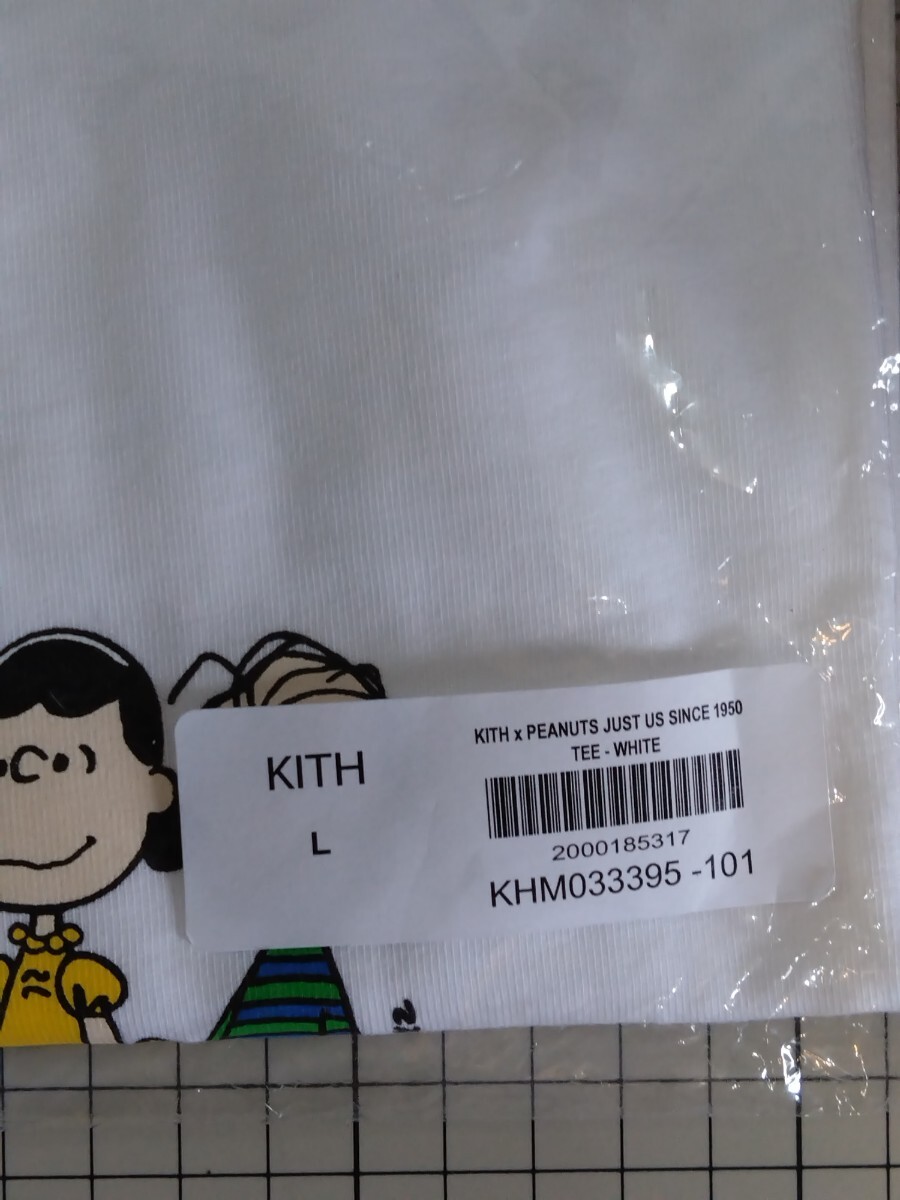 KITH
L
KITH x PEANUTS JUST US SINCE 1950
TEE - WHITE
2000185317
KHM033395 -101